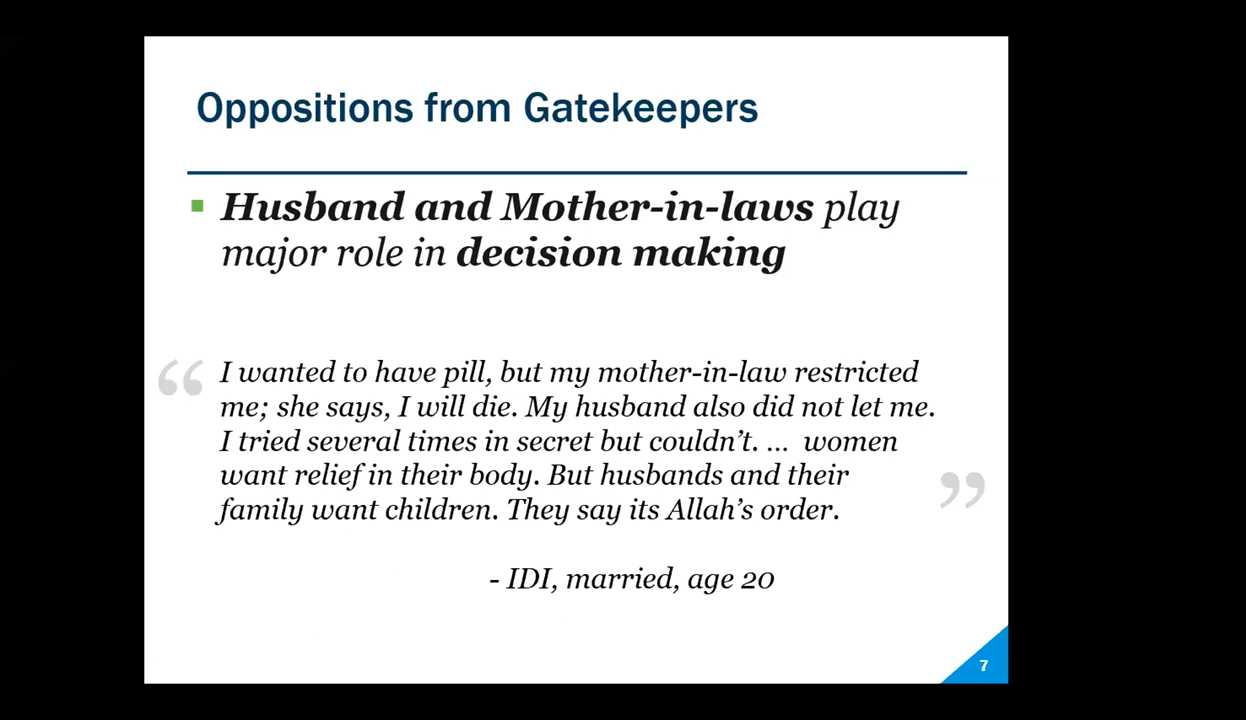 Oppositions from Gatekeepers
Husband and Mother-in-laws play
major role in decision making
“
I wanted to have pill, but my mother-in-law restricted
me; she says, I will die. My husband also did not let me.
I tried several times in secret but couldn’t. … women
want relief in their body. But husbands and their
family want children. They say its Allah’s order.
”
- IDI, married, age 20
7